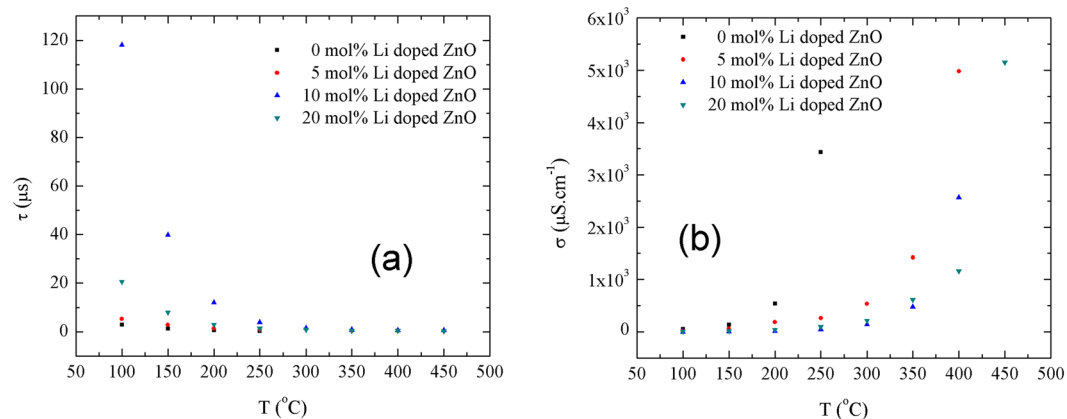 120
100
80
60
40
20
0
τ (μs)
0 mol% Li doped ZnO
5 mol% Li doped ZnO
10 mol% Li doped ZnO
20 mol% Li doped ZnO
(a)
50 100 150 200 250 300 350 400 450 500
T (°C)
6x10³
5x10³
4x10³
3x10³
2x10³
1x10³
0
σ (μS.cm⁻¹)
0 mol% Li doped ZnO
5 mol% Li doped ZnO
10 mol% Li doped ZnO
20 mol% Li doped ZnO
(b)
50 100 150 200 250 300 350 400 450 500
T (°C)